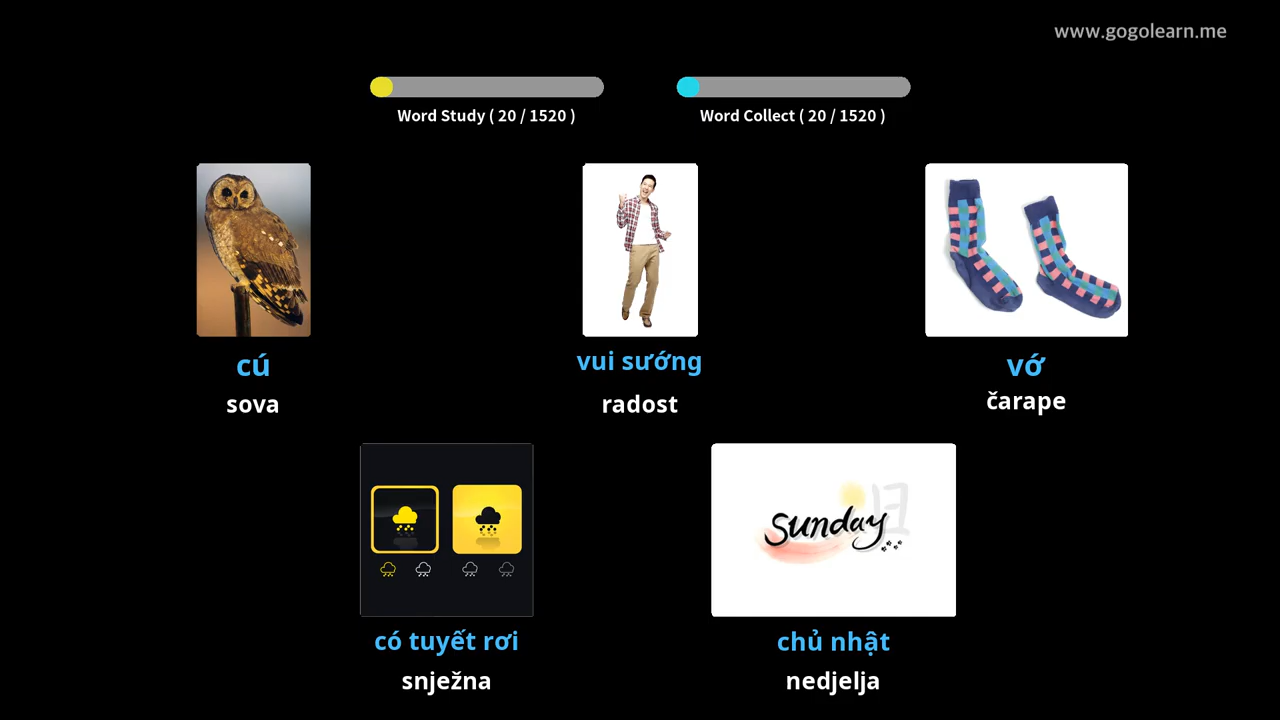 www.gogolearn.me
Word Study ( 20 / 1520 )
Word Collect ( 20 / 1520 )
cú
sova
vui sướng
radost
vớ
čarape
có tuyết rơi
snježna
Sunday
日
chủ nhật
nedjelja